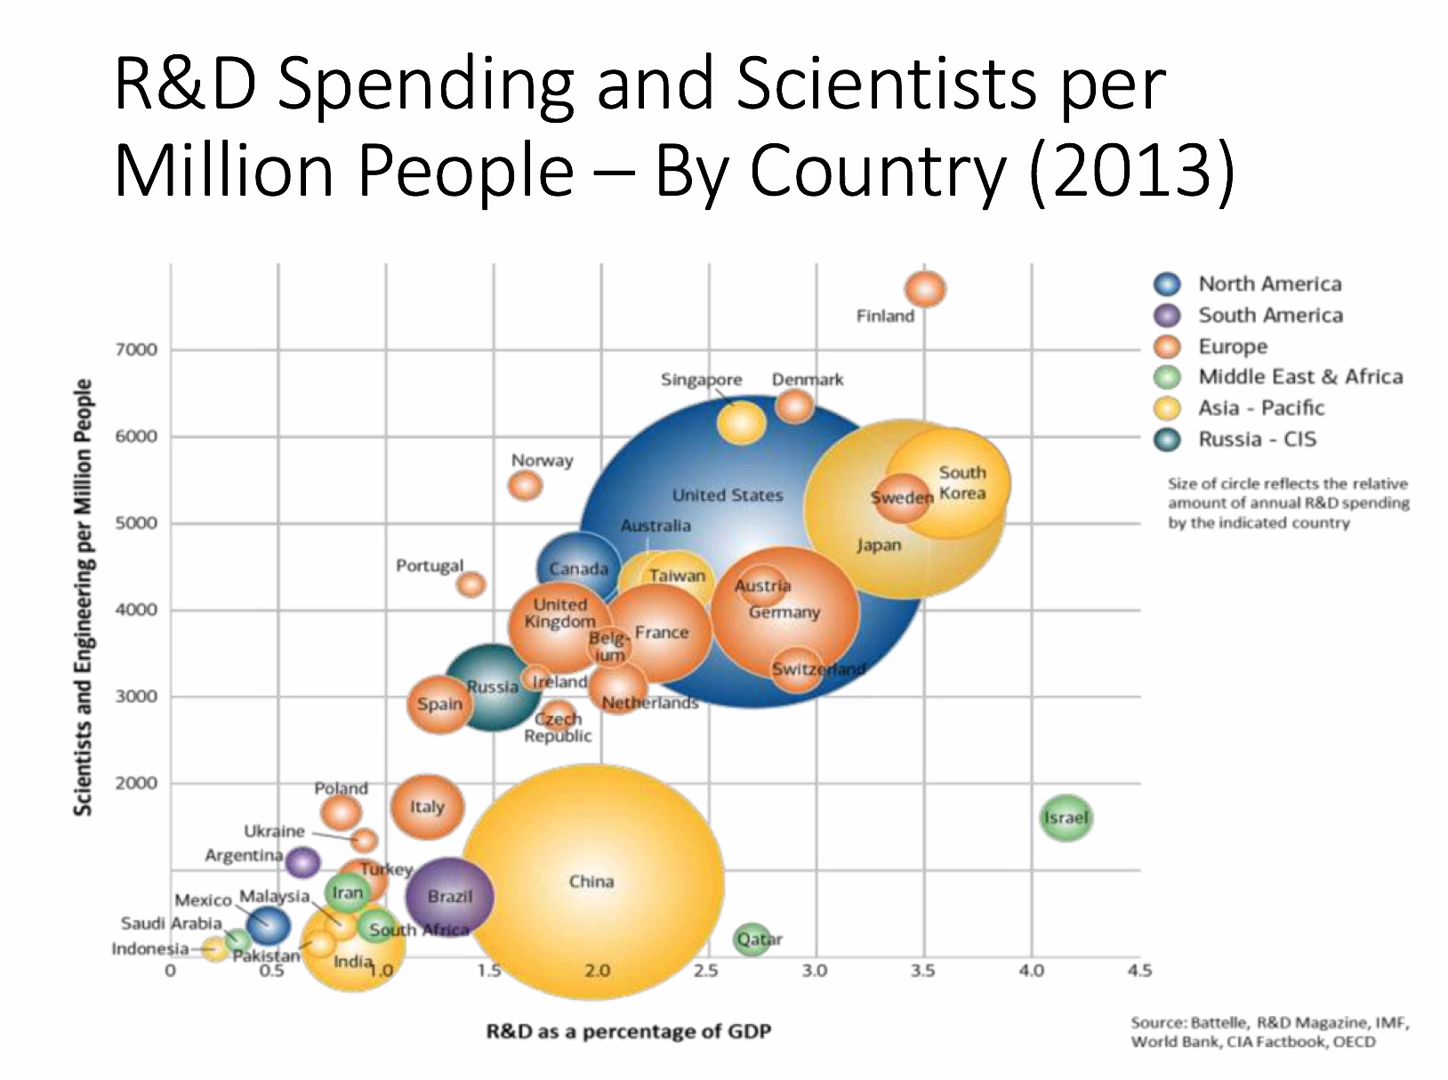 R&D Spending and Scientists per
Million People – By Country (2013)
North America
South America
Europe
Middle East & Africa
Asia - Pacific
Russia - CIS
Size of circle reflects the relative
amount of annual R&D spending
by the indicated country
Scientists and Engineering per Million People
7000
6000
5000
4000
3000
2000
Finland
Singapore
Denmark
Norway
United States
South
Korea
Sweden
Australia
Japan
Portugal
Canada
Taiwan
Austria
United
Kingdom
Germany
Belg-
ium
France
Switzerland
Russia
Ireland
Spain
Netherlands
Czech
Republic
Poland
Italy
Israel
Ukraine
Argentina
Turkey
China
Iran
Brazil
Mexico
Malaysia
Saudi Arabia
South Africa
Qatar
Indonesia
Pakistan
India
0
0.5
1.0
1.5
2.0
2.5
3.0
3.5
4.0
4.5
R&D as a percentage of GDP
Source: Battelle, R&D Magazine, IMF,
World Bank, CIA Factbook, OECD